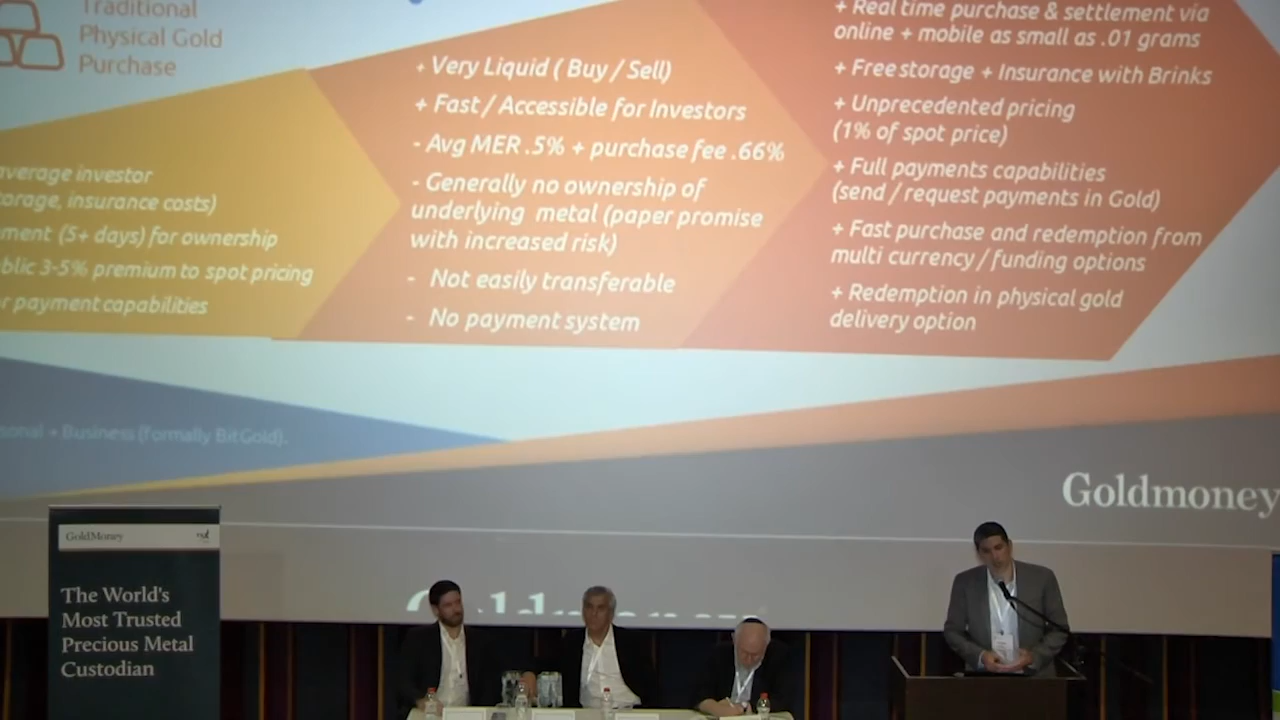 Traditional
Physical Gold
Purchase
average investor
storage, insurance costs)
ment (5+ days) for ownership
blic 3-5% premium to spot pricing
or payment capabilities
+ Very Liquid ( Buy / Sell)
+ Fast / Accessible for Investors
- Avg MER .5% + purchase fee .66%
- Generally no ownership of
underlying metal (paper promise
with increased risk)
- Not easily transferable
- No payment system
+ Real time purchase & settlement via
online + mobile as small as .01 grams
+ Free storage + Insurance with Brinks
+ Unprecedented pricing
(1% of spot price)
+ Full payments capabilities
(send / request payments in Gold)
+ Fast purchase and redemption from
multi currency / funding options
+ Redemption in physical gold
delivery option
sonal + Business (formally BitGold).
Goldmoney
GoldMoney
The World's
Most Trusted
Precious Metal
Custodian